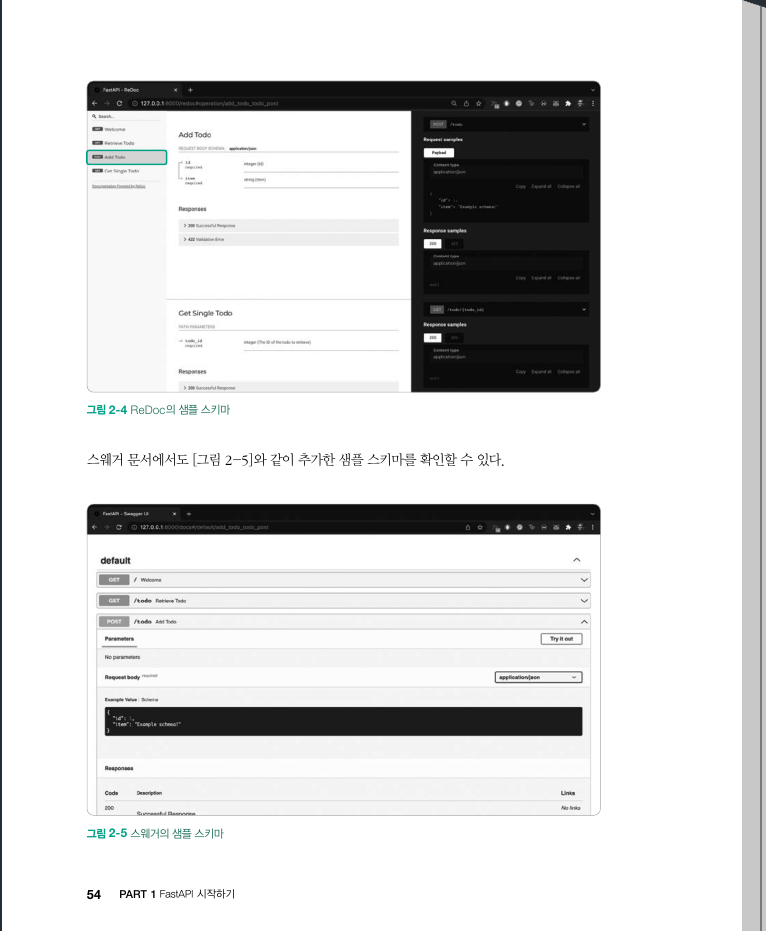 FastAPI - ReDoc
127.0.0.1:8000/redoc#operation/add_todo_todo_post
Search...
Welcome
Retrieve Todo
Add Todo
Get Single Todo
Documentation Powered by ReDoc
Add Todo
REQUEST BODY SCHEMA: application/json
id
required
integer (Id)
item
required
string (Item)
Responses
> 200 Successful Response
> 422 Validation Error
Get Single Todo
PATH PARAMETERS
todo_id
required
integer (The ID of the todo to retrieve)
Responses
> 200 Successful Response
POST /todo
Request samples
Payload
Content type
application/json
Copy Expand all Collapse all
{
"id": 1,
"item": "Example schema!"
}
Response samples
200 422
Content type
application/json
Copy Expand all Collapse all
null
GET /todo/{todo_id}
Response samples
200 422
Content type
application/json
Copy Expand all Collapse all
null
그림 2-4 ReDoc의 샘플 스키마
스웨거 문서에서도 [그림 2-5]와 같이 추가한 샘플 스키마를 확인할 수 있다.
FastAPI - Swagger UI
127.0.0.1:8000/docs#/default/add_todo_todo_post
default
GET / Welcome
GET /todo Retrieve Todo
POST /todo Add Todo
Parameters
Try it out
No parameters
Request body required
application/json
Example Value Schema
{
"id": 1,
"item": "Example schema!"
}
Responses
Code Description Links
200 No links
Successful Response
그림 2-5 스웨거의 샘플 스키마
54 PART 1 FastAPI 시작하기